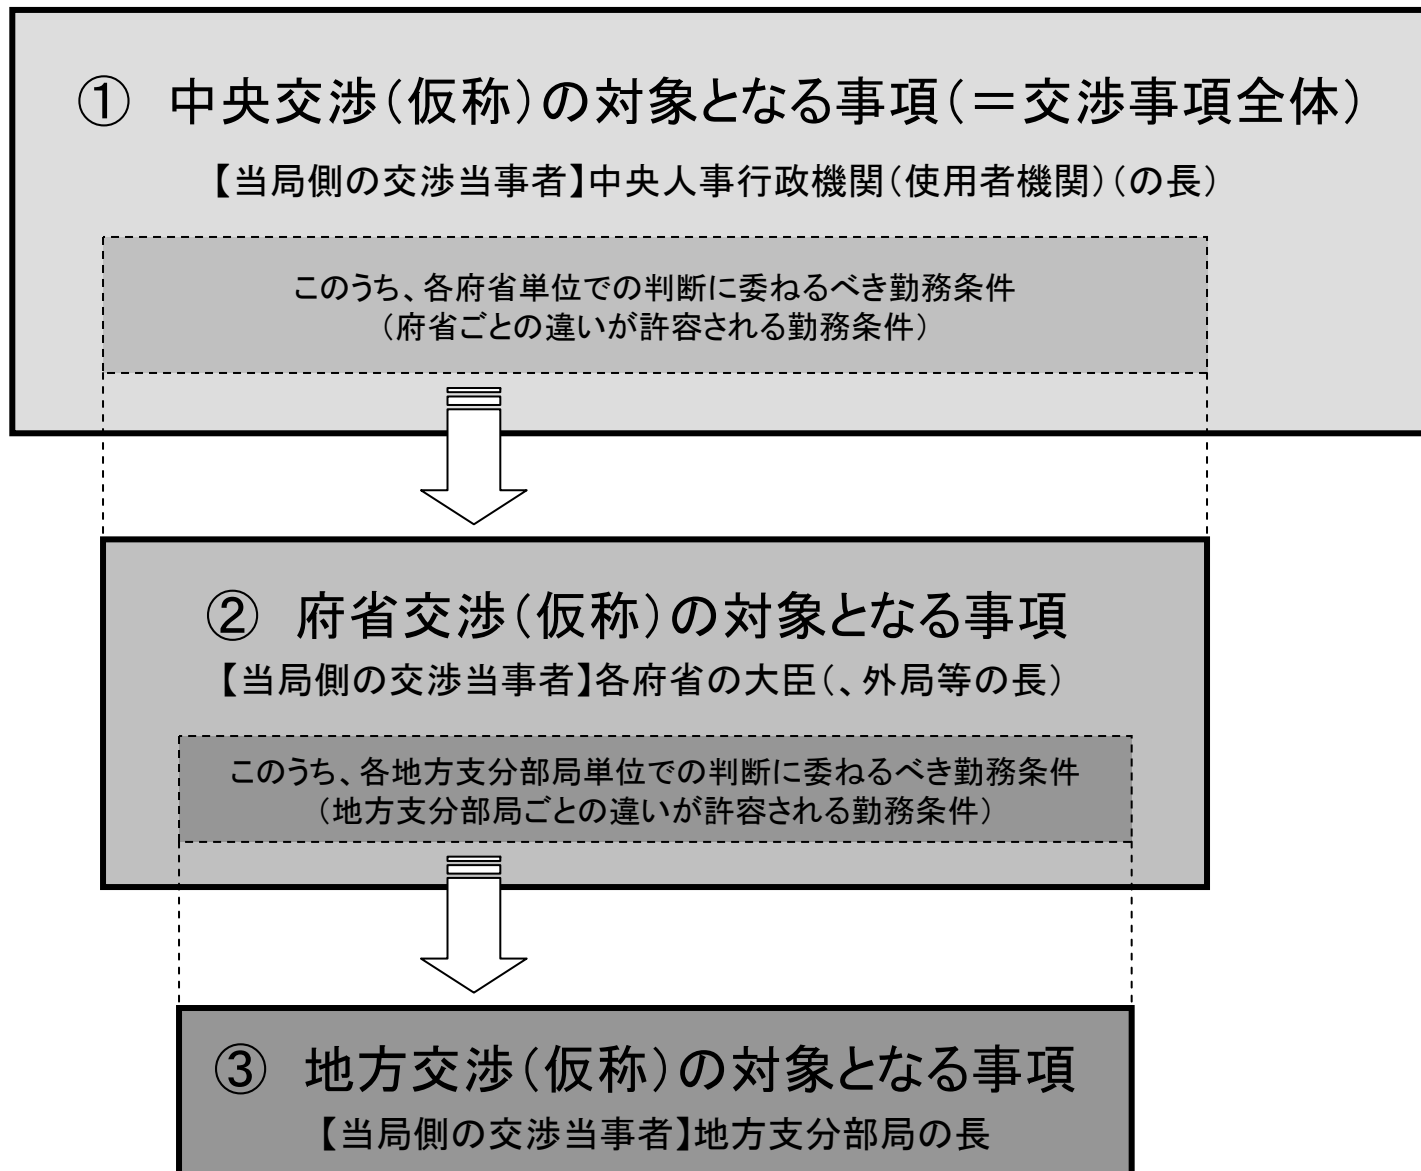 ① 中央交渉(仮称)の対象となる事項(＝交渉事項全体)
【当局側の交渉当事者】中央人事行政機関(使用者機関)(の長)
このうち、各府省単位での判断に委ねるべき勤務条件
(府省ごとの違いが許容される勤務条件)
② 府省交渉(仮称)の対象となる事項
【当局側の交渉当事者】各府省の大臣(、外局等の長)
このうち、各地方支分部局単位での判断に委ねるべき勤務条件
(地方支分部局ごとの違いが許容される勤務条件)
③ 地方交渉(仮称)の対象となる事項
【当局側の交渉当事者】地方支分部局の長